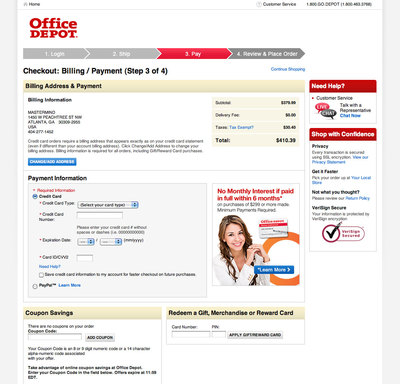 Home
Customer Service
1.800.GO.DEPOT (1.800.463.3768)
Office
DEPOT
1. Login
2. Ship
3. Pay
4. Review & Place Order
Checkout: Billing / Payment (Step 3 of 4)
Continue Shopping
Billing Address & Payment
Billing Information
MASTERMIND
1450 W PEACHTREE ST NW
ATLANTA, GA 30309-2955
USA
404-277-1452
Credit card orders require a billing address that appears exactly as on your credit card statement
(even if different than your account billing address). Click Change/Add Address to change your
billing address. Billing information is required for all orders, including Gift/Reward Card purchases.
CHANGE/ADD ADDRESS
Subtotal: $379.99
Delivery Fee: $0.00
Taxes: Tax Exempt? $30.40
Total: $410.39
Payment Information
* Required Information
Credit Card
* Credit Card Type: (Select your card type)
* Credit Card
Number:
Please enter your credit card # without
spaces or dashes (i.e. 0000000000)
* Expiration Date: (mm/yyyy)
* Card ID/CVV2
Need Help?
Save credit card information to my account for faster checkout on future purchases.
PayPal™ Learn More
No Monthly Interest if paid
in full within 6 months*
on purchases of $299 or more made.
Minimum Payments Required.
*Learn More
Need Help?
Customer Service
LIVE
CHAT
Talk with a
Representative
Chat Now
Shop with Confidence
Privacy
Every transaction is secured
using SSL encryption. View our
Privacy Statement
Get it Faster
Pick your order up at Your Local
Store
Not what you thought?
Please review our Return Policy
VeriSign Secure
Your information is protected by
VeriSign encryption
VeriSign
Secured
Coupon Savings
There are no coupons on your order
Coupon Code:
ADD COUPON
Your Coupon Code is an 8 or 9 digit numeric code or a 14 character
alpha numeric code associated
with your offer.
Take advantage of online coupon savings at Office Depot.
Enter your Coupon Code in the field below. Offers expire at 11:59
EDT.
Redeem a Gift, Merchandise or Reward Card
Card Number: PIN:
APPLY GIFT/REWARD CARD